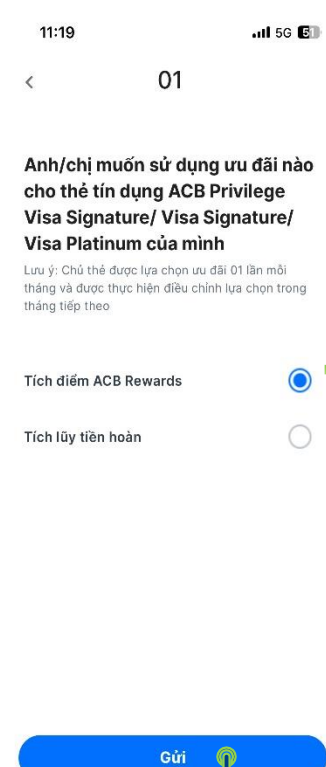 11:19
5G 51
01
Anh/chị muốn sử dụng ưu đãi nào
cho thẻ tín dụng ACB Privilege
Visa Signature/ Visa Signature/
Visa Platinum của mình
Lưu ý: Chủ thẻ được lựa chọn ưu đãi 01 lần mỗi
tháng và được thực hiện điều chỉnh lựa chọn trong
tháng tiếp theo
Tích điểm ACB Rewards
Tích lũy tiền hoàn
Gửi